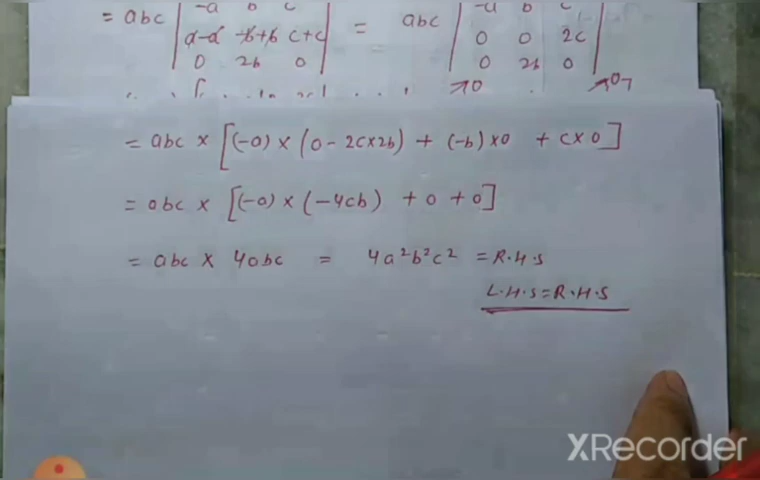 = abc | -a b c | = abc | -a b c |
| a-a -b+b c+c | | 0 0 2c |
| 0 2b 0 | | 0 2b 0 |
= abc × [(-a) × (0 - 2c×2b) + (-b)×0 + c×0]
= abc × [(-a) × (-4cb) + 0 + 0]
= abc × 4abc = 4a²b²c² = R.H.S
L.H.S = R.H.S
XRecorder